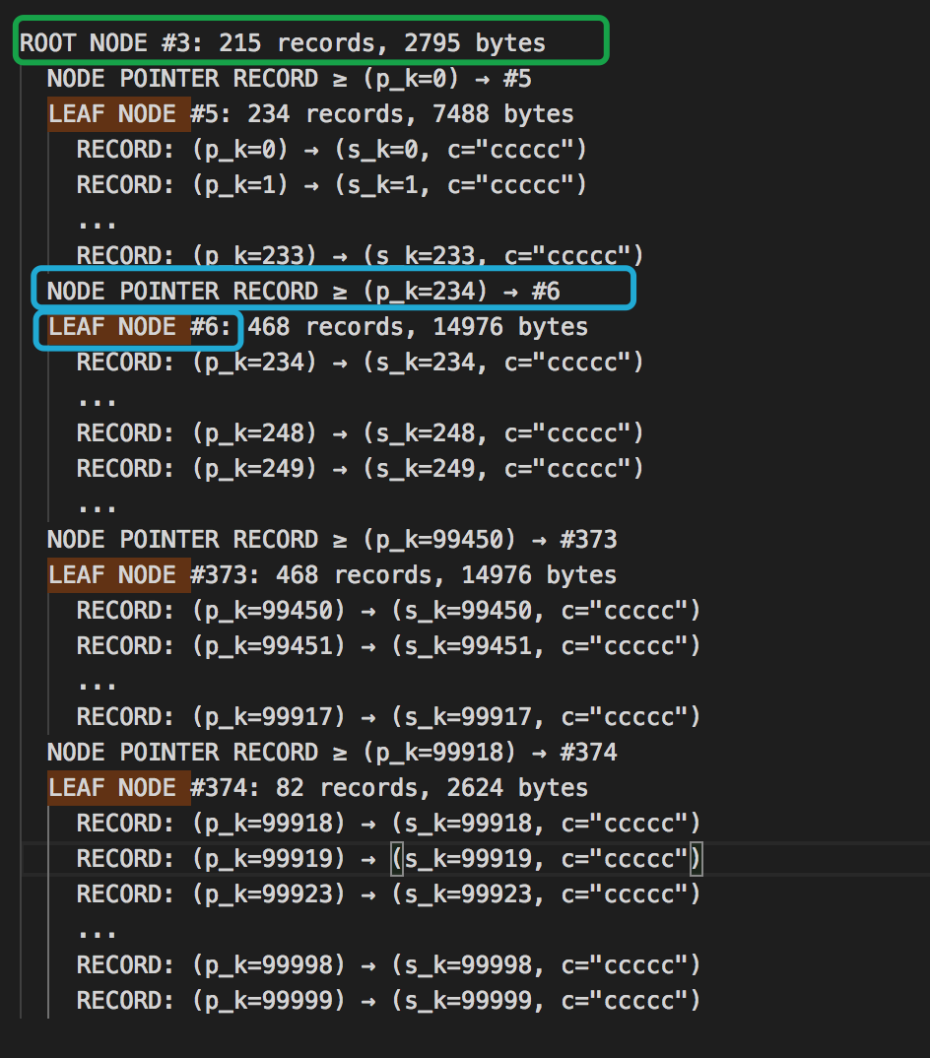 ROOT NODE #3: 215 records, 2795 bytes
NODE POINTER RECORD ≥ (p_k=0) → #5
LEAF NODE #5: 234 records, 7488 bytes
RECORD: (p_k=0) → (s_k=0, c="ccccc")
RECORD: (p_k=1) → (s_k=1, c="ccccc")
...
RECORD: (p_k=233) → (s_k=233, c="ccccc")
NODE POINTER RECORD ≥ (p_k=234) → #6
LEAF NODE #6: 468 records, 14976 bytes
RECORD: (p_k=234) → (s_k=234, c="ccccc")
...
RECORD: (p_k=248) → (s_k=248, c="ccccc")
RECORD: (p_k=249) → (s_k=249, c="ccccc")
...
NODE POINTER RECORD ≥ (p_k=99450) → #373
LEAF NODE #373: 468 records, 14976 bytes
RECORD: (p_k=99450) → (s_k=99450, c="ccccc")
RECORD: (p_k=99451) → (s_k=99451, c="ccccc")
...
RECORD: (p_k=99917) → (s_k=99917, c="ccccc")
NODE POINTER RECORD ≥ (p_k=99918) → #374
LEAF NODE #374: 82 records, 2624 bytes
RECORD: (p_k=99918) → (s_k=99918, c="ccccc")
RECORD: (p_k=99919) → (s_k=99919, c="ccccc")
RECORD: (p_k=99923) → (s_k=99923, c="ccccc")
...
RECORD: (p_k=99998) → (s_k=99998, c="ccccc")
RECORD: (p_k=99999) → (s_k=99999, c="ccccc")